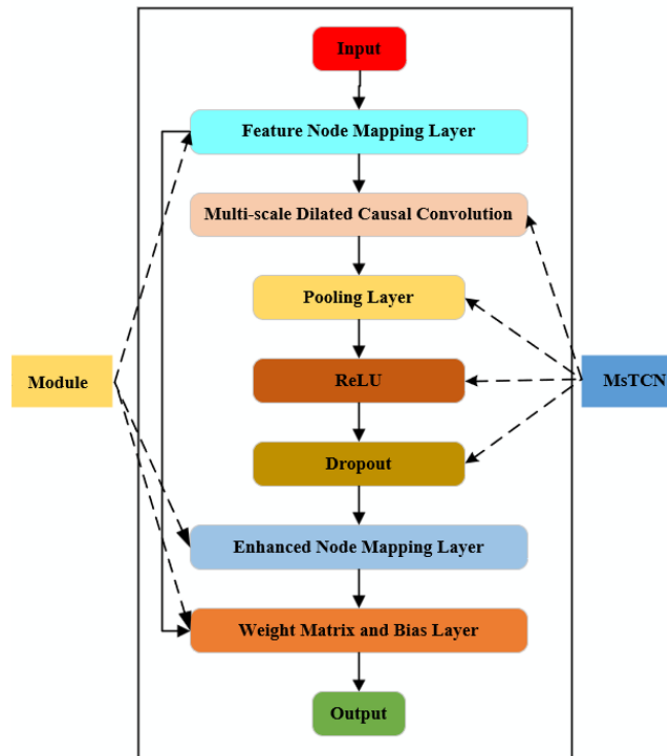 Input
Feature Node Mapping Layer
Multi-scale Dilated Causal Convolution
Pooling Layer
Module
ReLU
MsTCN
Dropout
Enhanced Node Mapping Layer
Weight Matrix and Bias Layer
Output